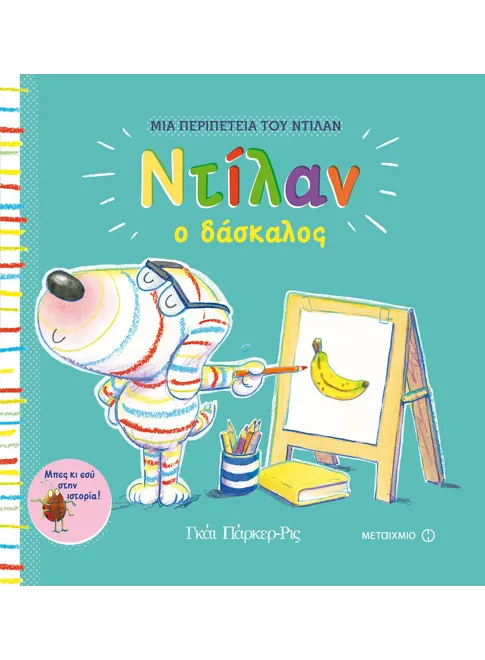 ΜΙΑ ΠΕΡΙΠΕΤΕΙΑ ΤΟΥ ΝΤΙΛΑΝ
Ντίλαν
ο δάσκαλος
Μπες κι εσύ
στην
ιστορία!
Γκάι Πάρκερ-Ρις
ΜΕΤΑΙΧΜΙΟ